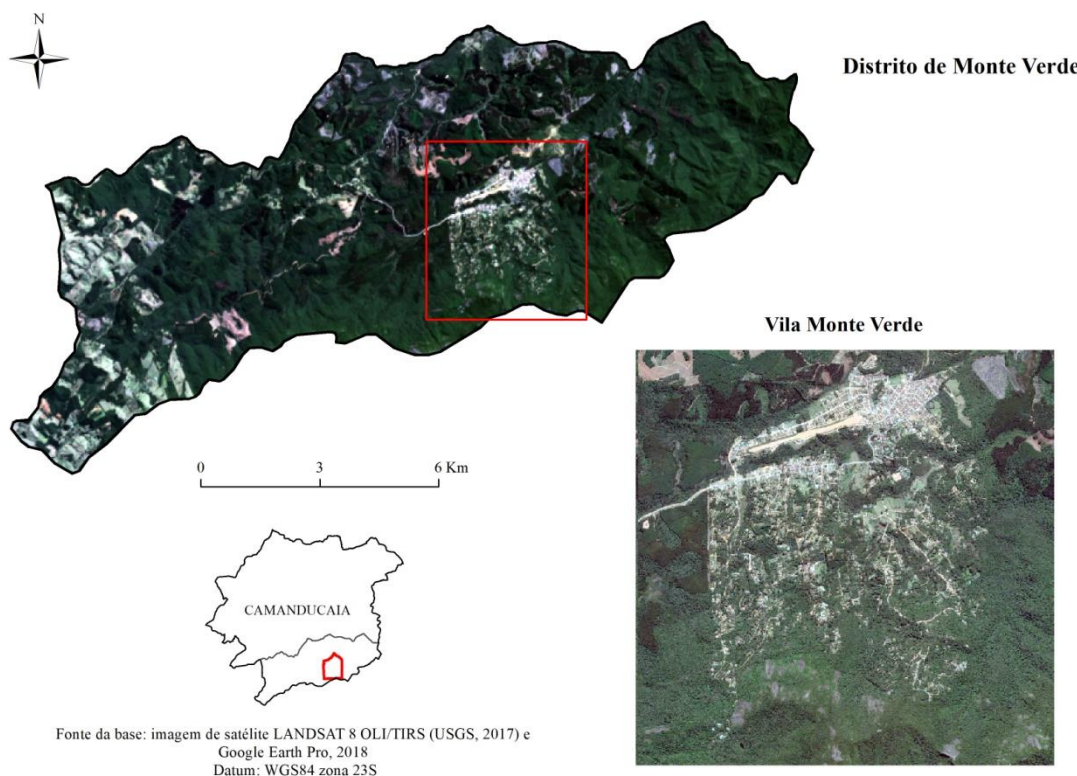 N
Distrito de Monte Verde
Vila Monte Verde
0 3 6 Km
CAMANDUCAIA
Fonte da base: imagem de satélite LANDSAT 8 OLI/TIRS (USGS, 2017) e
Google Earth Pro, 2018
Datum: WGS84 zona 23S